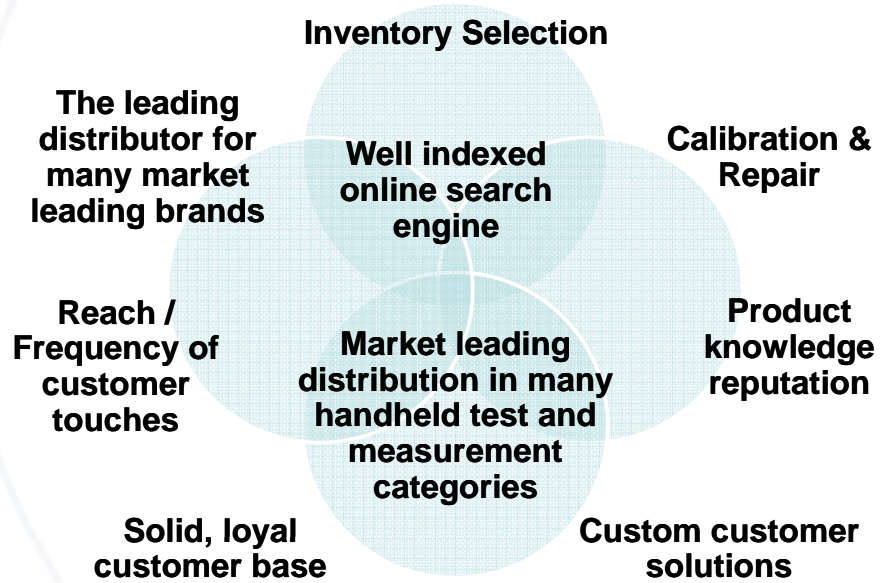 Inventory Selection
The leading
distributor for
many market
leading brands
Well indexed
online search
engine
Calibration &
Repair
Reach /
Frequency of
customer
touches
Market leading
distribution in many
handheld test and
measurement
categories
Product
knowledge
reputation
Solid, loyal
customer base
Custom customer
solutions